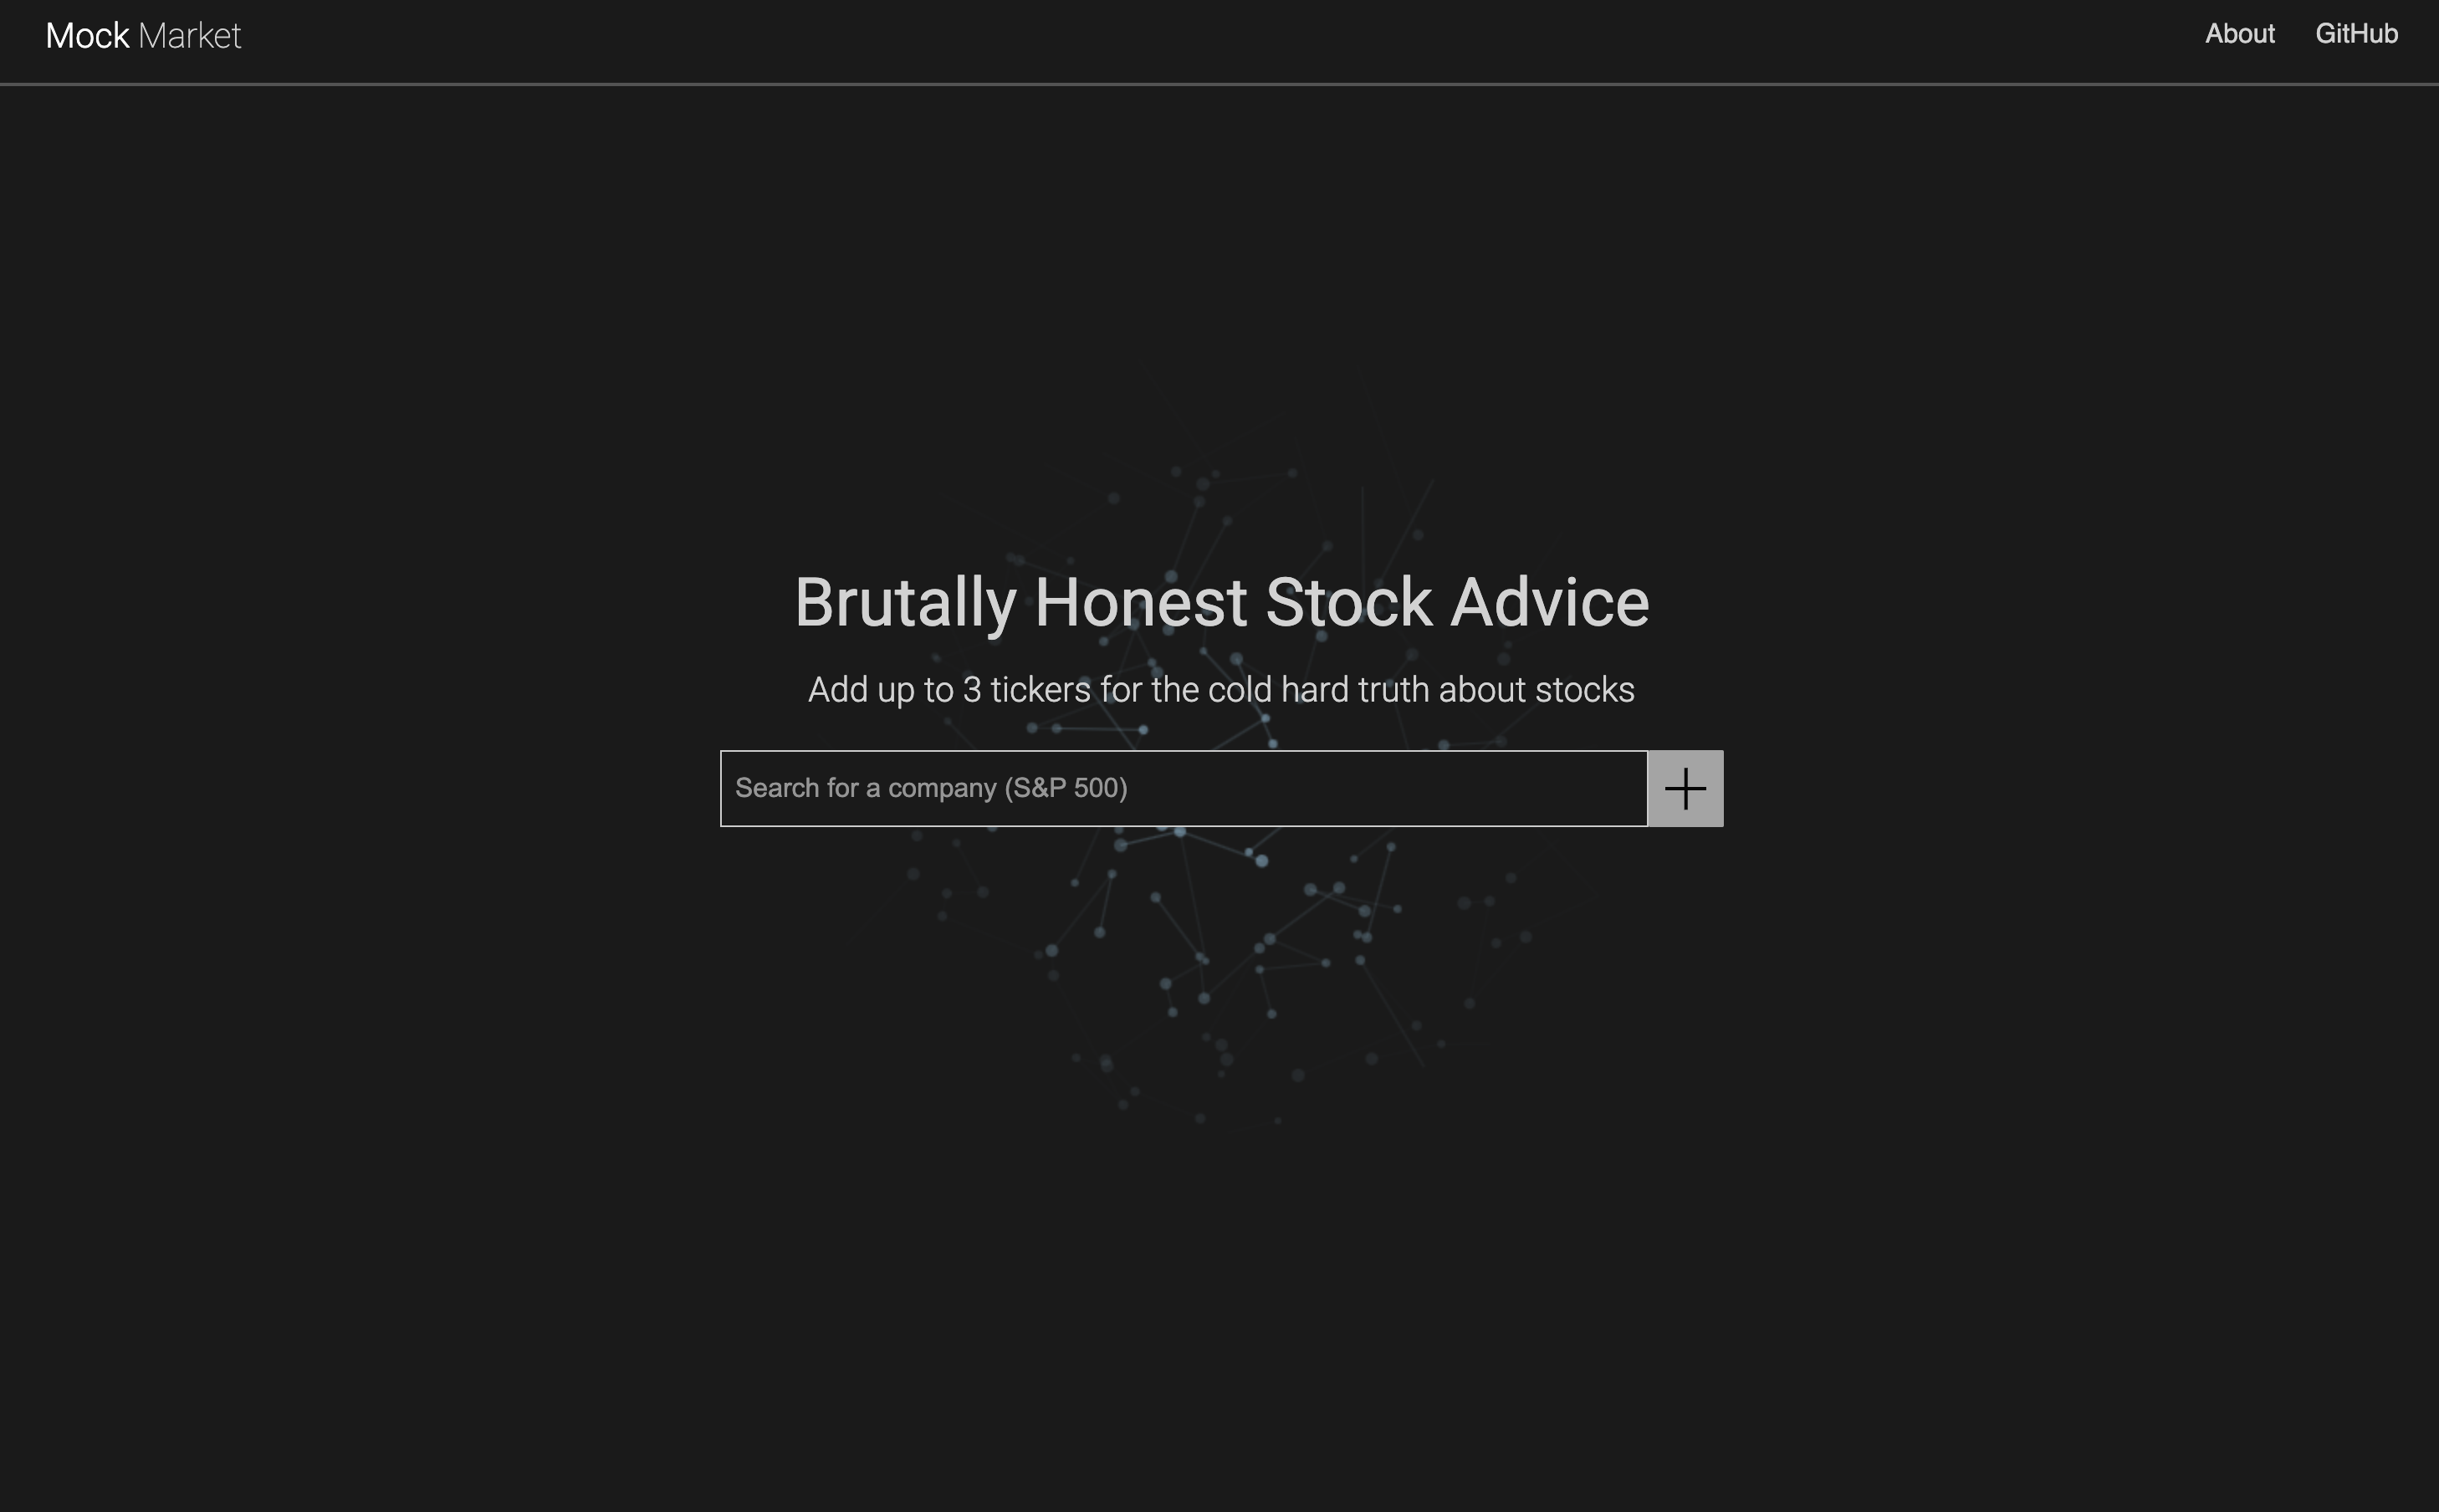 Mock Market
About
GitHub
Brutally Honest Stock Advice
Add up to 3 tickers for the cold hard truth about stocks
Search for a company (S&P 500)